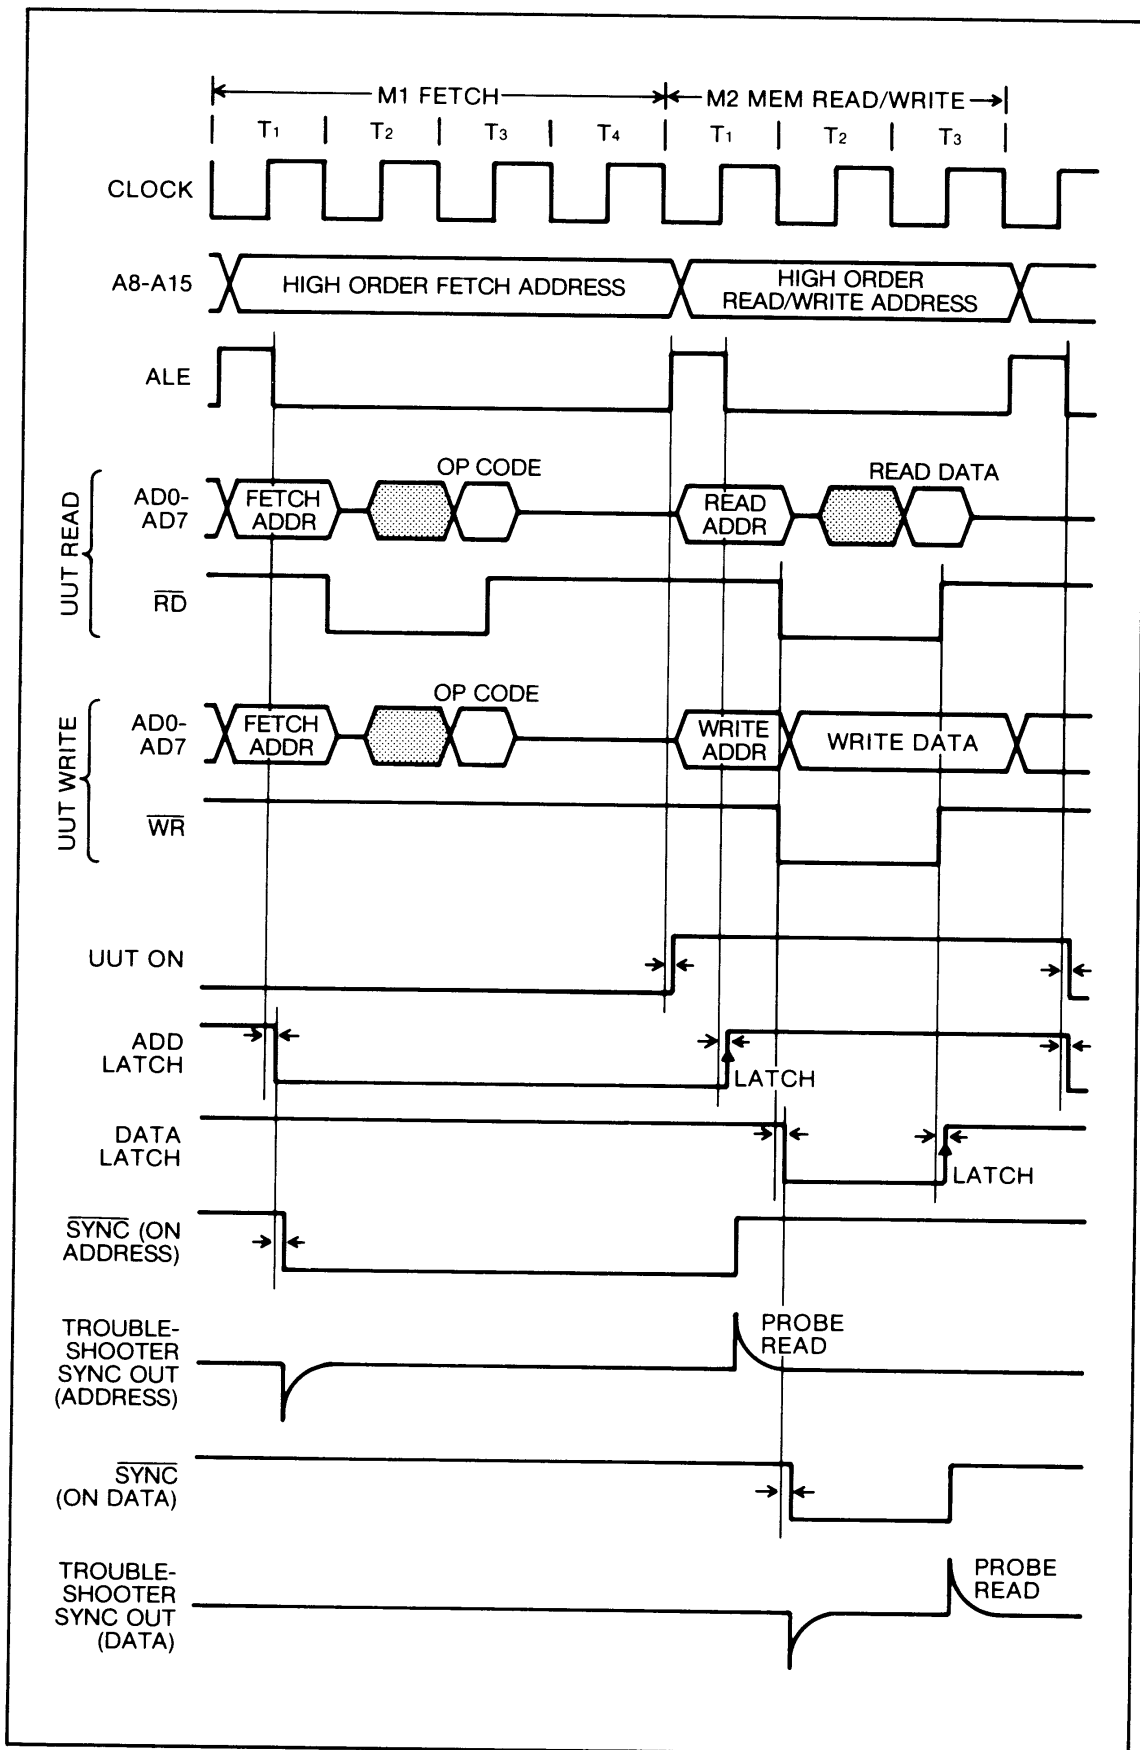 M1 FETCH M2 MEM READ/WRITE
T1 T2 T3 T4 T1 T2 T3
CLOCK
A8-A15 HIGH ORDER FETCH ADDRESS HIGH ORDER
READ/WRITE ADDRESS
ALE
UUT READ
OP CODE READ DATA
AD0-
AD7
FETCH
ADDR
READ
ADDR
RD
UUT WRITE
OP CODE
AD0-
AD7
FETCH
ADDR
WRITE
ADDR
WRITE DATA
WR
UUT ON
ADD
LATCH
LATCH
DATA
LATCH
LATCH
SYNC (ON
ADDRESS)
TROUBLE-
SHOOTER
SYNC OUT
(ADDRESS)
PROBE
READ
SYNC
(ON DATA)
TROUBLE-
SHOOTER
SYNC OUT
(DATA)
PROBE
READ